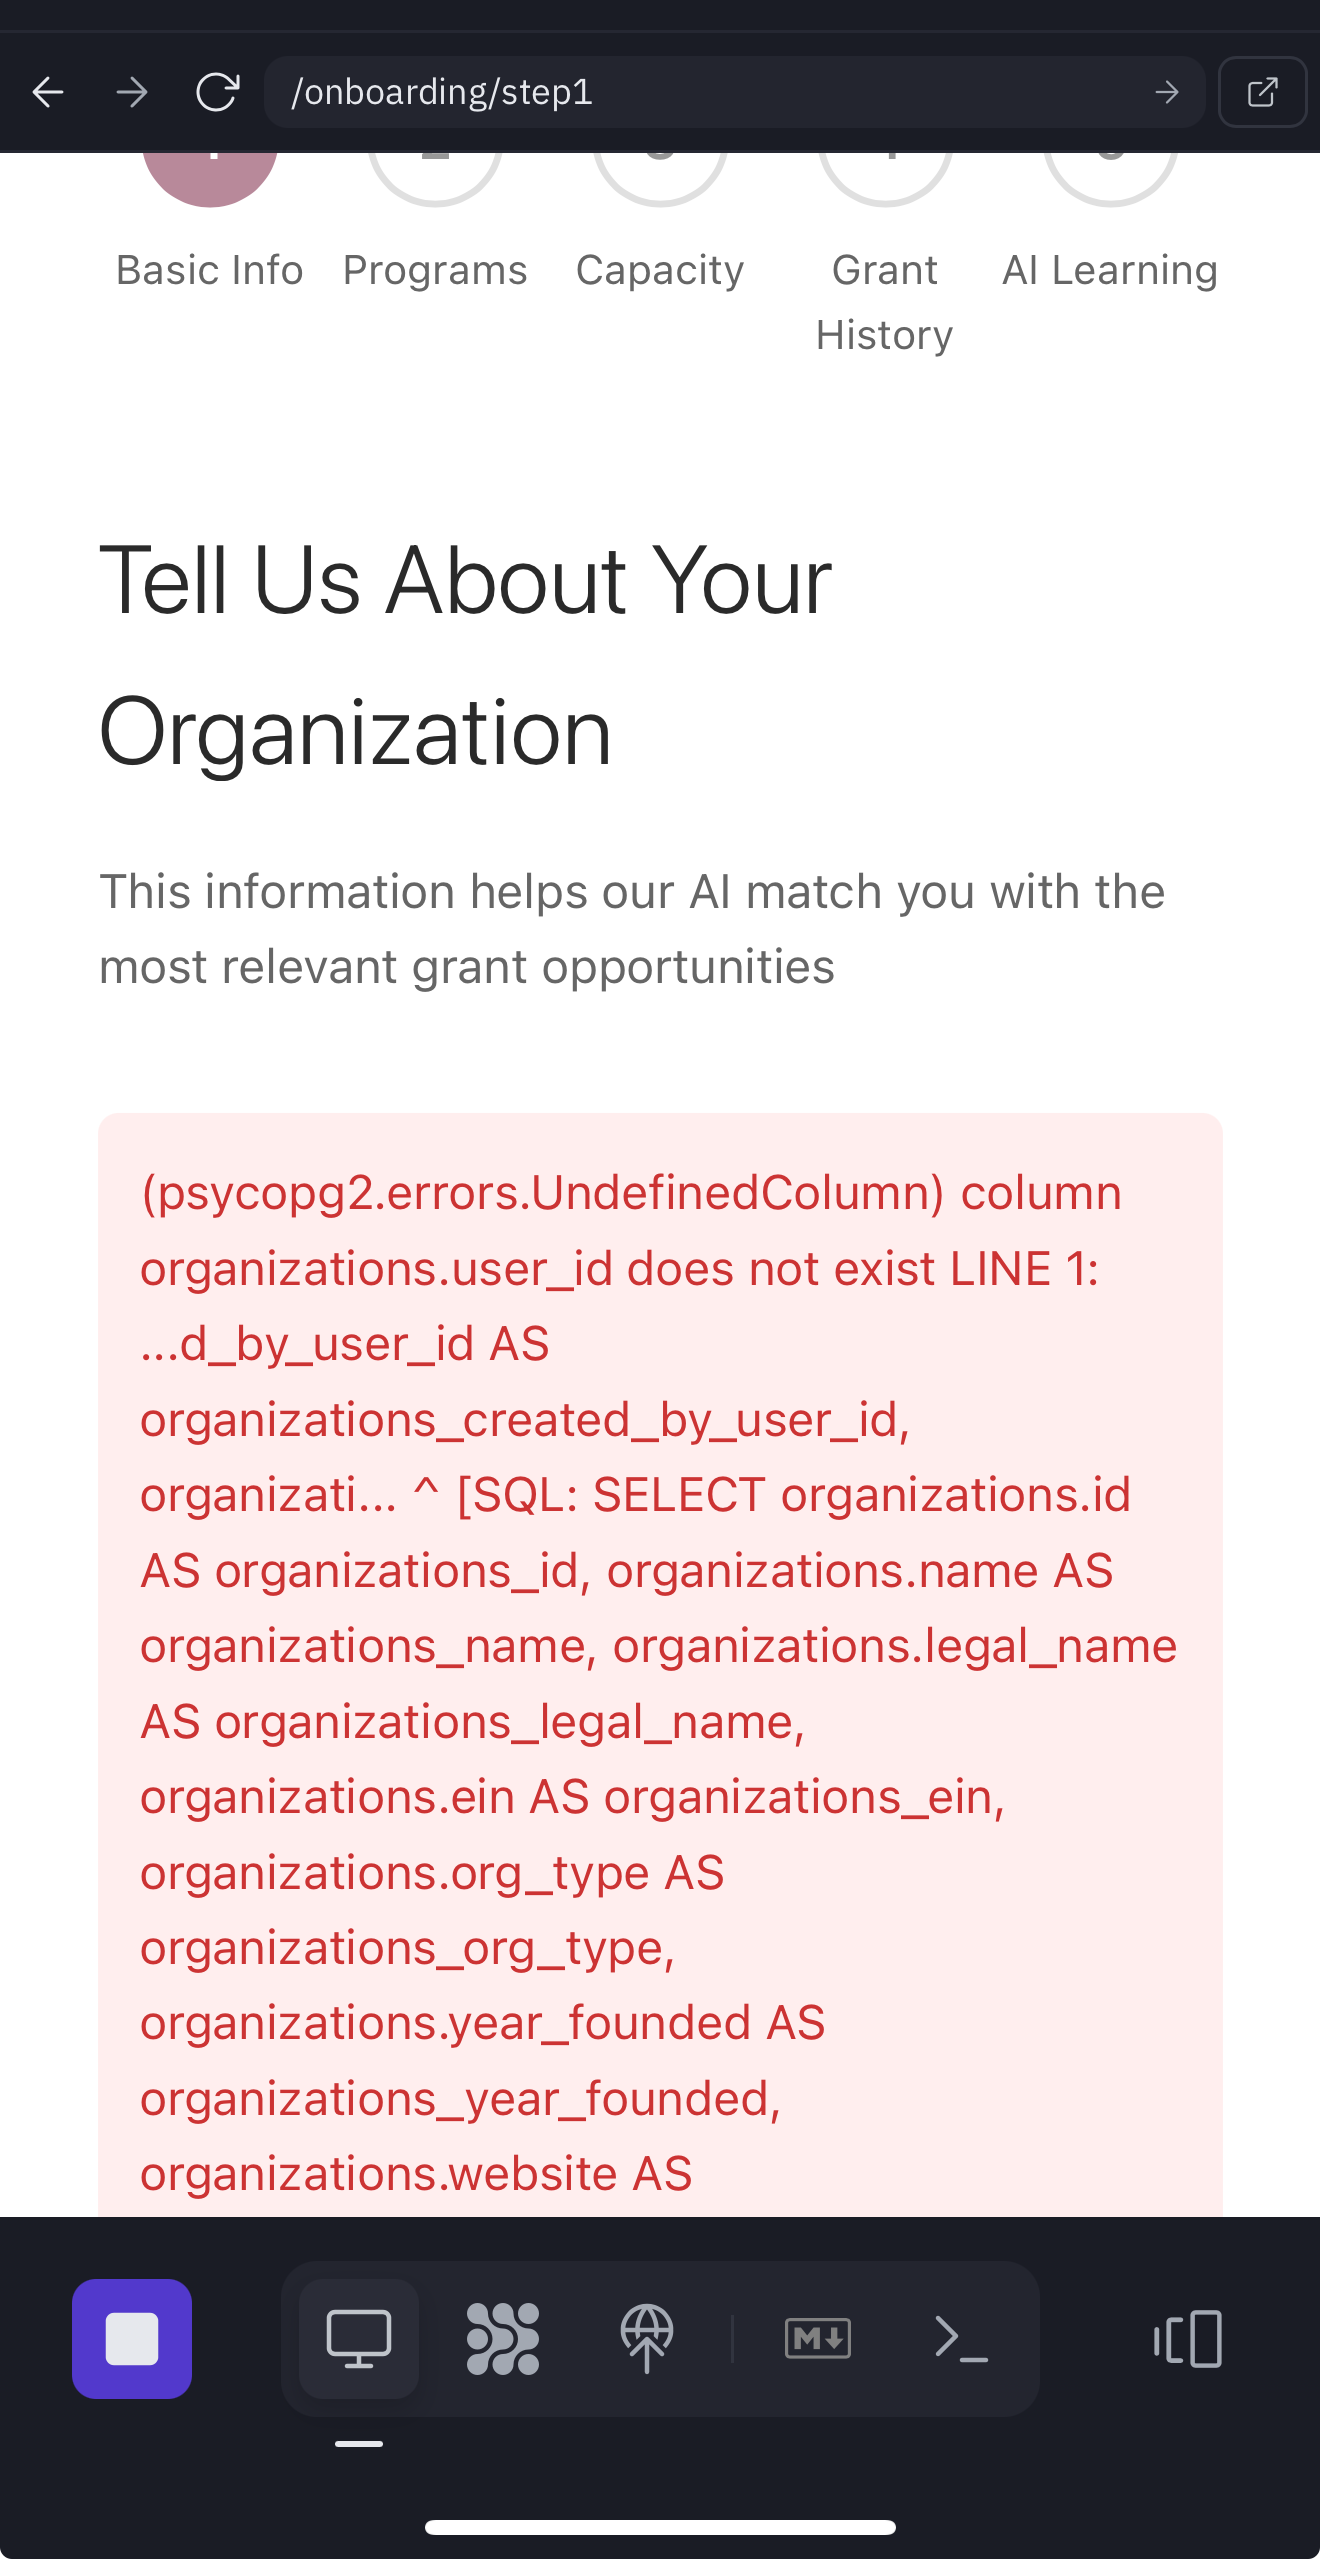 /onboarding/step1
Basic Info Programs Capacity Grant History AI Learning
Tell Us About Your
Organization
This information helps our AI match you with the
most relevant grant opportunities
(psycopg2.errors.UndefinedColumn) column
organizations.user_id does not exist LINE 1:
...d_by_user_id AS
organizations_created_by_user_id,
organizati... ^ [SQL: SELECT organizations.id
AS organizations_id, organizations.name AS
organizations_name, organizations.legal_name
AS organizations_legal_name,
organizations.ein AS organizations_ein,
organizations.org_type AS
organizations_org_type,
organizations.year_founded AS
organizations_year_founded,
organizations.website AS